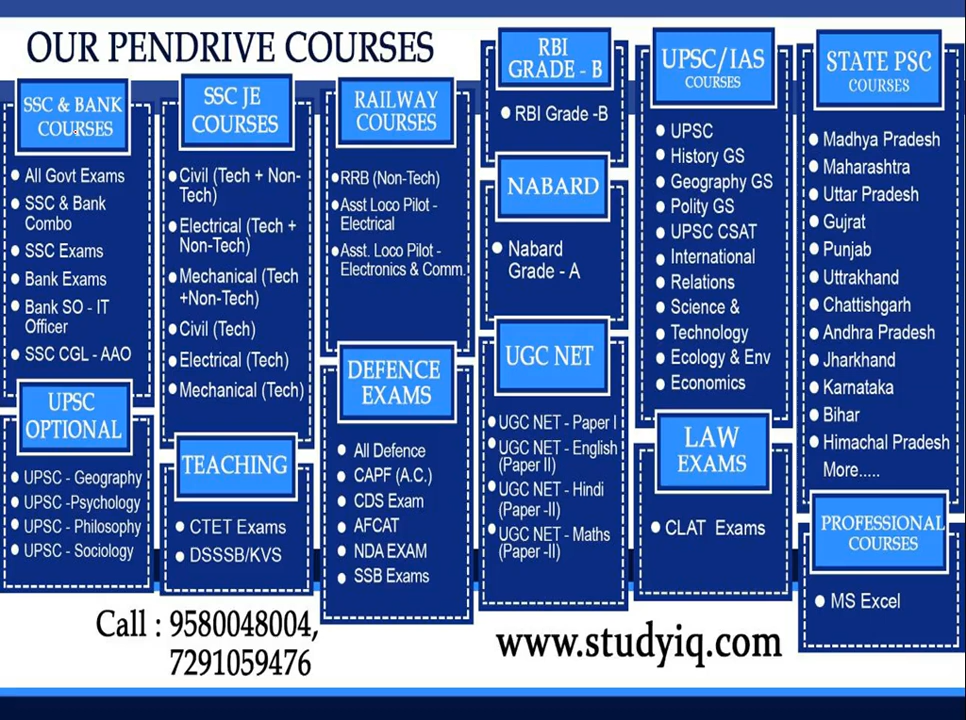 OUR PENDRIVE COURSES
SSC & BANK
COURSES
All Govt Exams
SSC & Bank
Combo
SSC Exams
Bank Exams
Bank SO - IT
Officer
SSC CGL - AAO
UPSC
OPTIONAL
UPSC - Geography
UPSC -Psychology
UPSC - Philosophy
UPSC - Sociology
SSC JE
COURSES
Civil (Tech + Non-
Tech)
Electrical (Tech +
Non-Tech)
Mechanical (Tech
+Non-Tech)
Civil (Tech)
Electrical (Tech)
Mechanical (Tech)
TEACHING
CTET Exams
DSSSB/KVS
RAILWAY
COURSES
RRB (Non-Tech)
Asst Loco Pilot -
Electrical
Asst. Loco Pilot -
Electronics & Comm.
DEFENCE
EXAMS
All Defence
CAPF (A.C.)
CDS Exam
AFCAT
NDA EXAM
SSB Exams
RBI
GRADE - B
RBI Grade -B
NABARD
Nabard
Grade - A
UGC NET
UGC NET - Paper I
UGC NET - English
(Paper II)
UGC NET - Hindi
(Paper -II)
UGC NET - Maths
(Paper -II)
UPSC/IAS
COURSES
UPSC
History GS
Geography GS
Polity GS
UPSC CSAT
International
Relations
Science &
Technology
Ecology & Env
Economics
LAW
EXAMS
CLAT Exams
STATE PSC
COURSES
Madhya Pradesh
Maharashtra
Uttar Pradesh
Gujrat
Punjab
Uttrakhand
Chattishgarh
Andhra Pradesh
Jharkhand
Karnataka
Bihar
Himachal Pradesh
More.....
PROFESSIONAL
COURSES
MS Excel
Call : 9580048004,
7291059476
www.studyiq.com